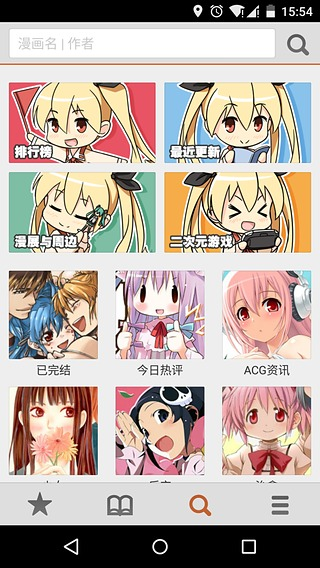 15:54
漫画名 | 作者
排行榜
最近更新
漫展与周边
二次元游戏
已完结
今日热评
ACG资讯